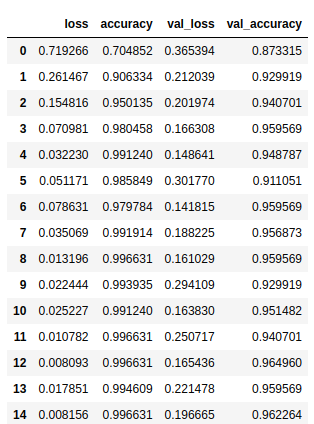 loss accuracy val_loss val_accuracy
0 0.719266 0.704852 0.365394 0.873315
1 0.261467 0.906334 0.212039 0.929919
2 0.154816 0.950135 0.201974 0.940701
3 0.070981 0.980458 0.166308 0.959569
4 0.032230 0.991240 0.148641 0.948787
5 0.051171 0.985849 0.301770 0.911051
6 0.078631 0.979784 0.141815 0.959569
7 0.035069 0.991914 0.188225 0.956873
8 0.013196 0.996631 0.161029 0.959569
9 0.022444 0.993935 0.294109 0.929919
10 0.025227 0.991240 0.163830 0.951482
11 0.010782 0.996631 0.250717 0.940701
12 0.008093 0.996631 0.165436 0.964960
13 0.017851 0.994609 0.221478 0.959569
14 0.008156 0.996631 0.196665 0.962264